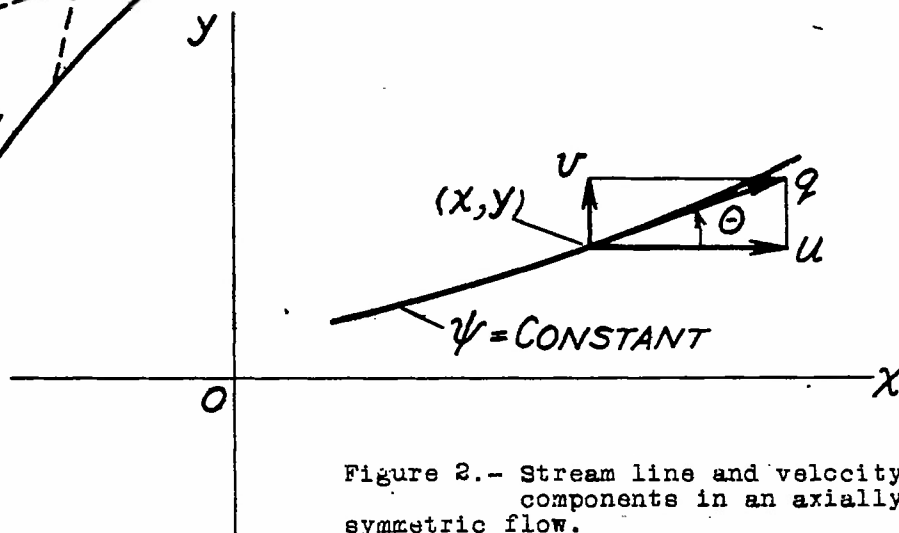 y
v
q
(x,y)
θ
u
ψ = CONSTANT
x
O
Figure 2.- Stream line and velocity
components in an axially
symmetric flow.